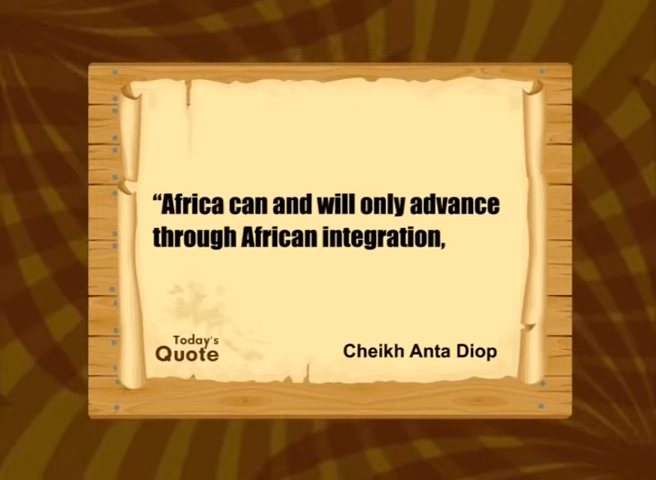 “Africa can and will only advance
through African integration,
Today's
Quote
Cheikh Anta Diop